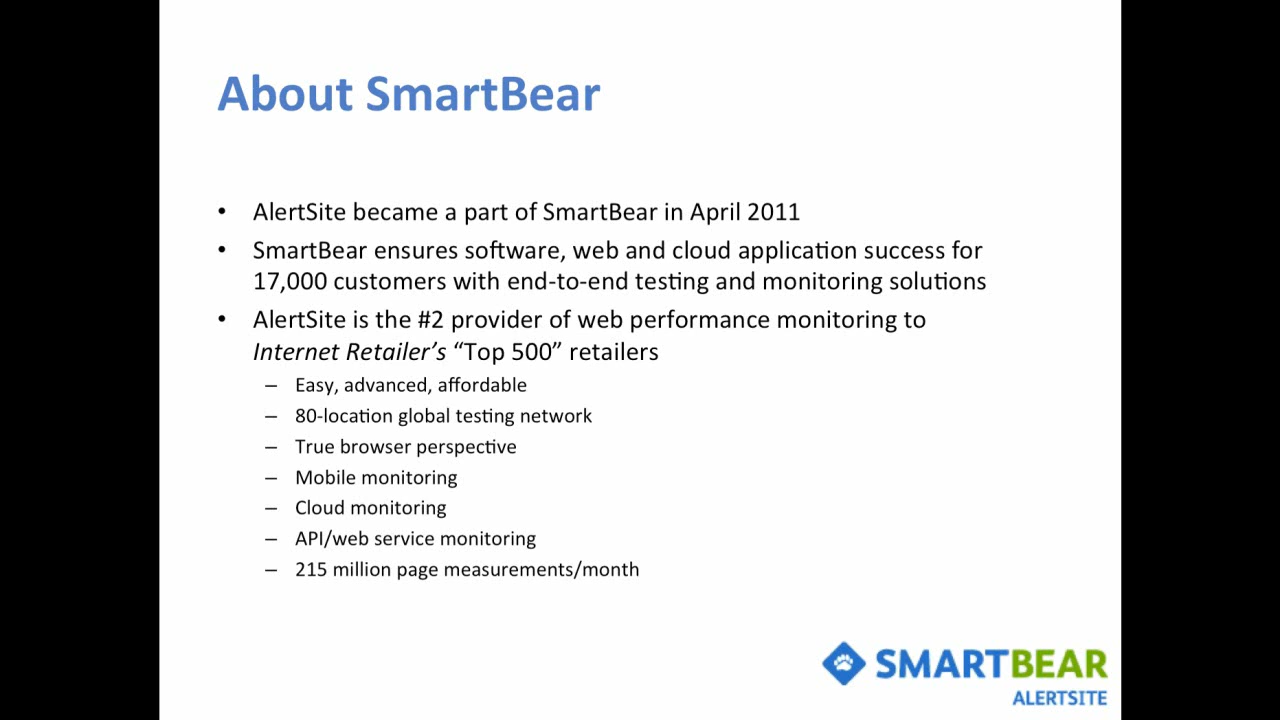 About SmartBear
• AlertSite became a part of SmartBear in April 2011
• SmartBear ensures software, web and cloud application success for
17,000 customers with end-to-end testing and monitoring solutions
• AlertSite is the #2 provider of web performance monitoring to
Internet Retailer’s “Top 500” retailers
– Easy, advanced, affordable
– 80-location global testing network
– True browser perspective
– Mobile monitoring
– Cloud monitoring
– API/web service monitoring
– 215 million page measurements/month
SMARTBEAR
ALERTSITE